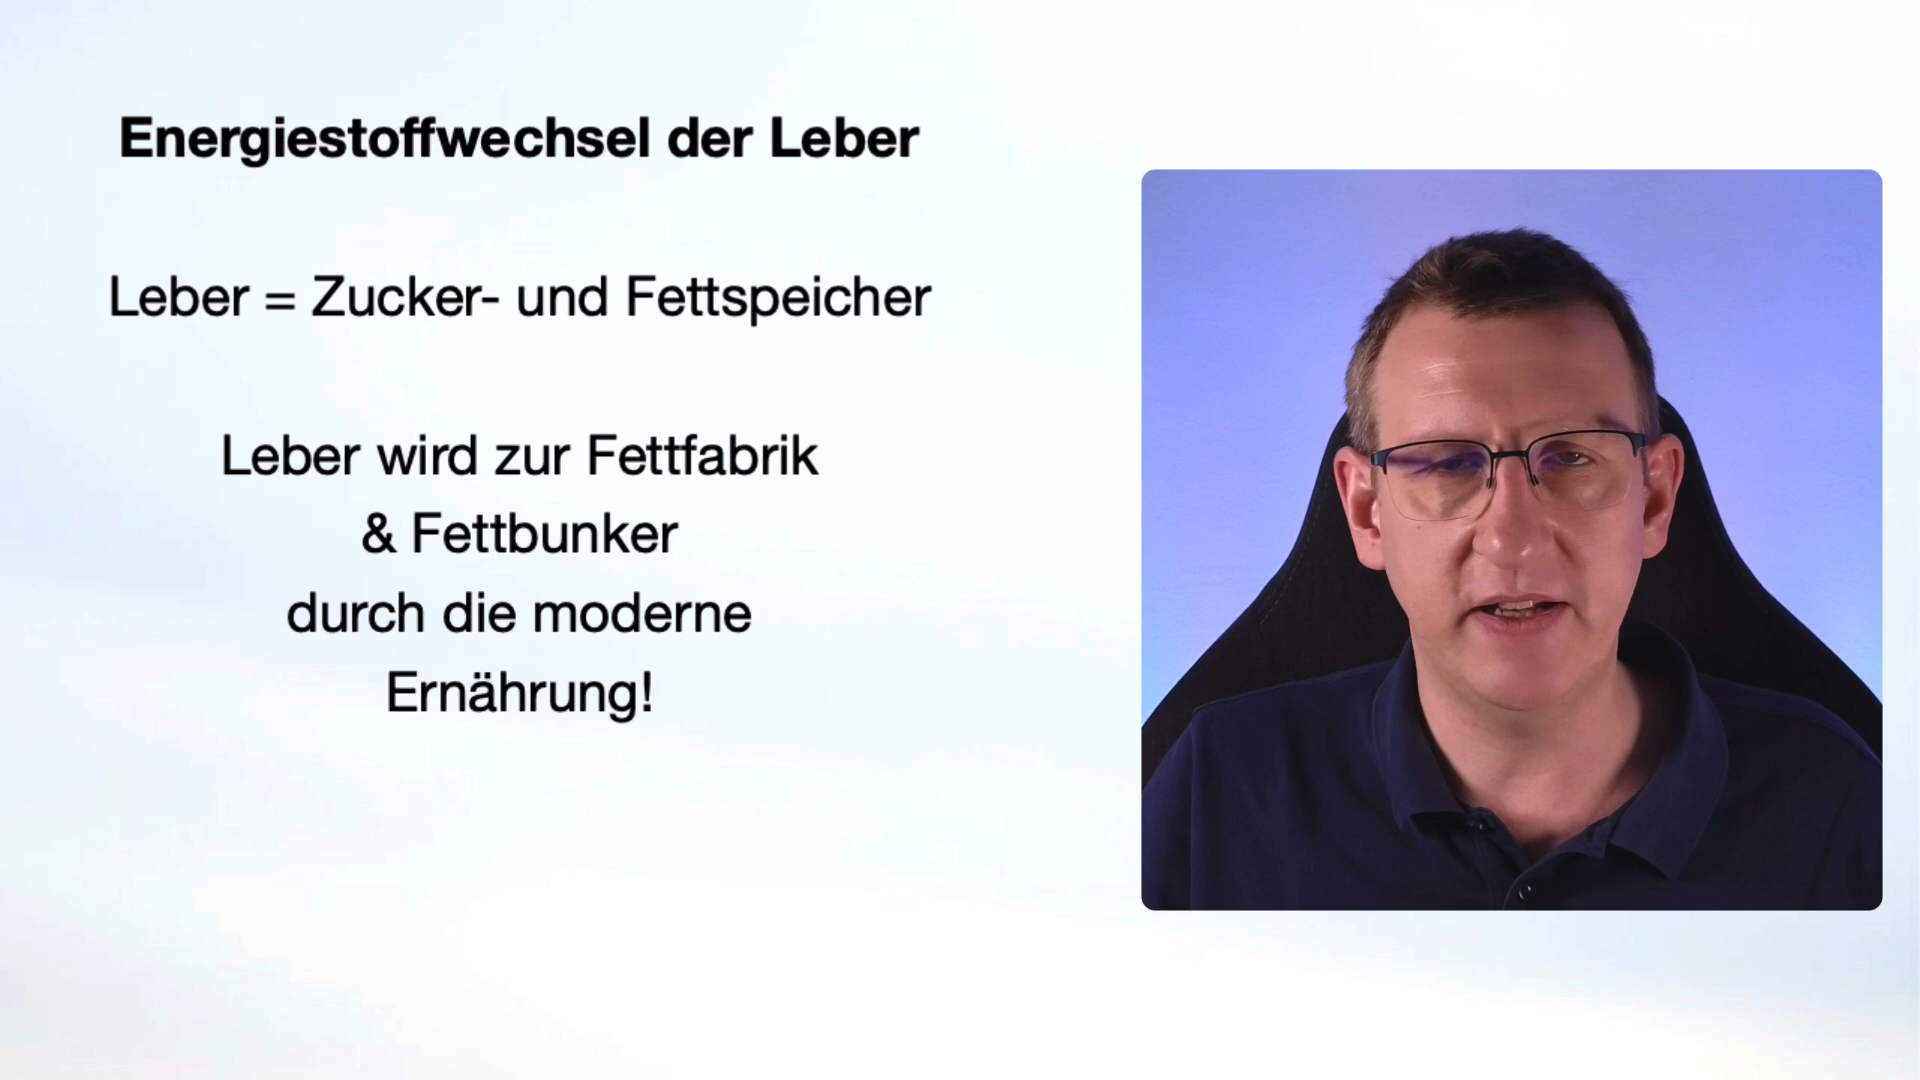 Energiestoffwechsel der Leber
Leber = Zucker- und Fettspeicher
Leber wird zur Fettfabrik
& Fettbunker
durch die moderne
Ernährung!